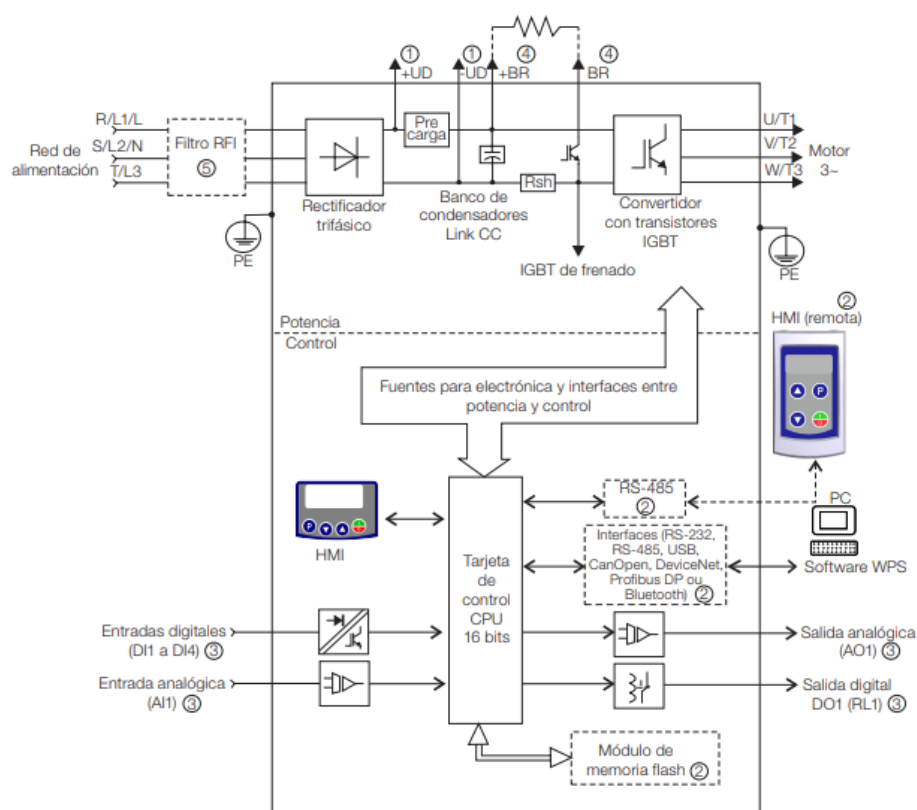 ① ① ④ ④
+UD -UD +BR BR
R/L1/L
S/L2/N
T/L3
Red de
alimentación
Filtro RFI
⑤
Pre
carga
Rsh
U/T1
V/T2
W/T3
Motor
3~
Rectificador
trifásico
Banco de
condensadores
Link CC
Convertidor
con transistores
IGBT
PE
PE
IGBT de frenado
Potencia
Control
②
HMI (remota)
P
Fuentes para electrónica y interfaces entre
potencia y control
P
HMI
Tarjeta
de
control
CPU
16 bits
RS-485
②
PC
Software WPS
Interfaces (RS-232,
RS-485, USB,
CanOpen, DeviceNet,
Profibus DP ou
Bluetooth) ②
Entradas digitales
(DI1 a DI4) ③
Salida analógica
(AO1) ③
Entrada analógica
(AI1) ③
Salida digital
DO1 (RL1) ③
Módulo de
memoria flash ②